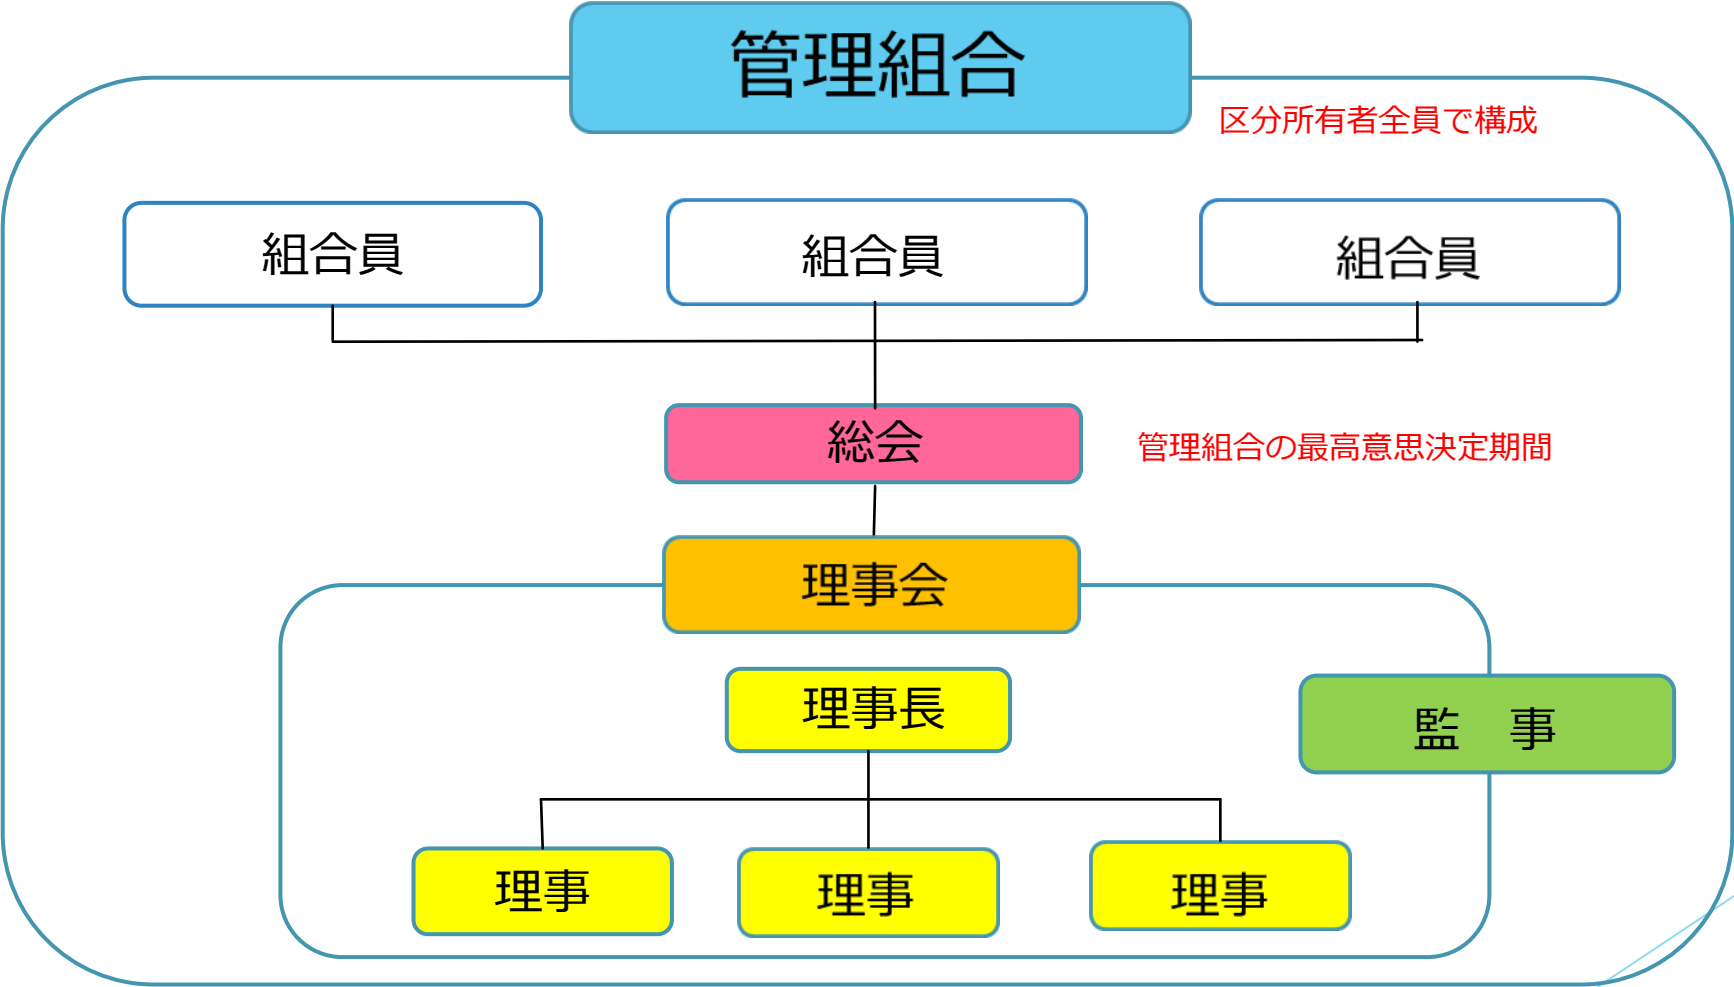 管理組合
区分所有者全員で構成
組合員
組合員
組合員
総会
管理組合の最高意思決定期間
理事会
理事長
監　事
理事
理事
理事